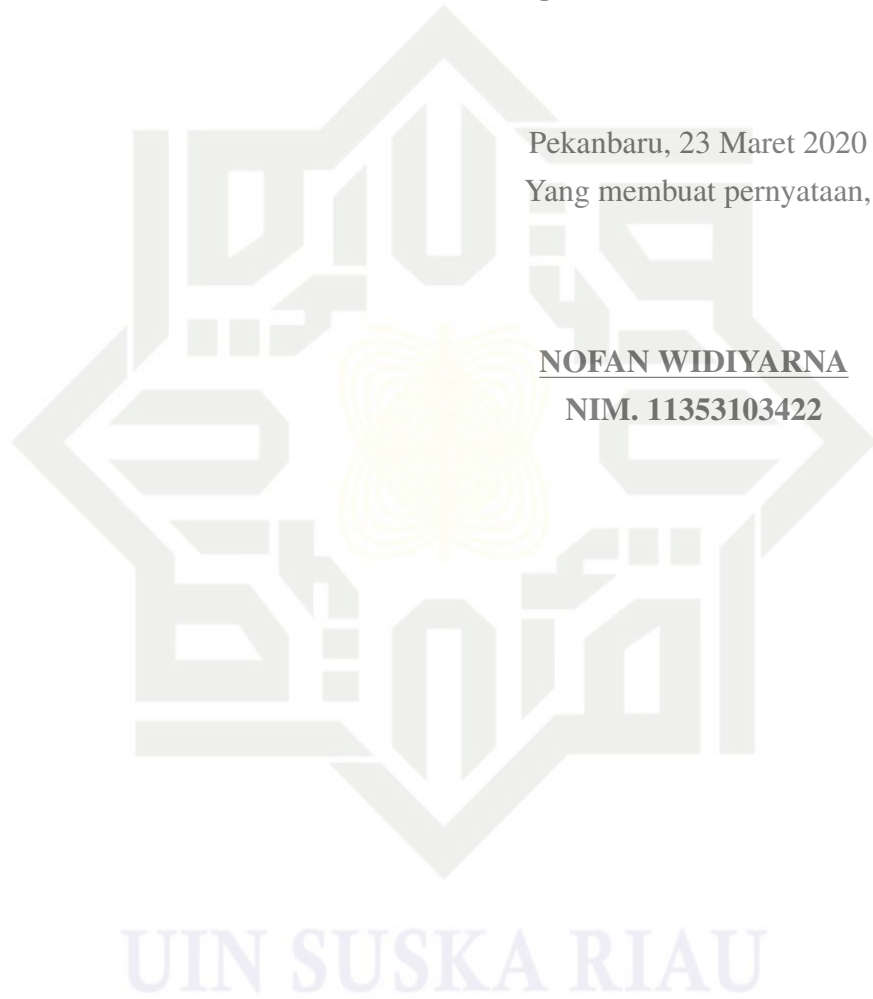 Pekanbaru, 23 Maret 2020
Yang membuat pernyataan,
NOFAN WIDIYARNA
NIM. 11353103422
UIN SUSKA RIAU